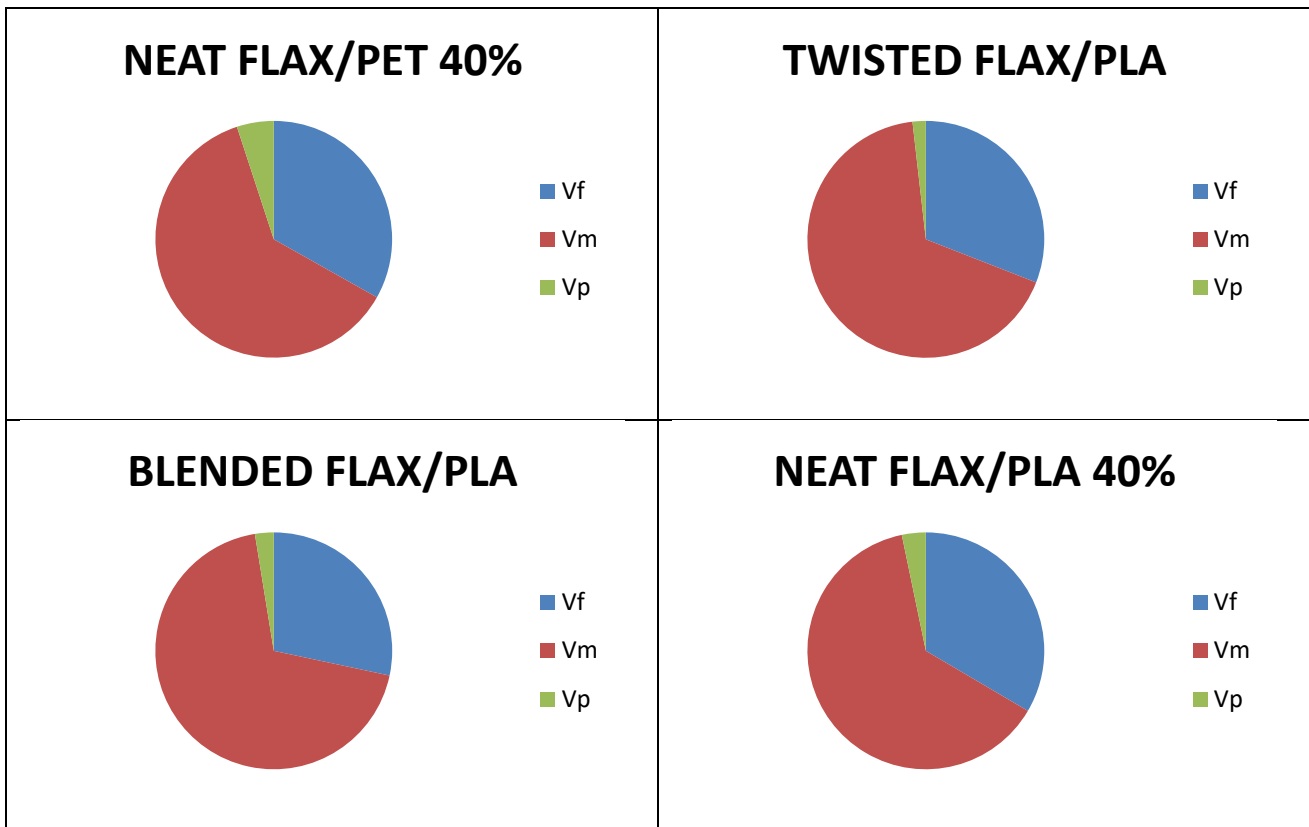 NEAT FLAX/PET 40%
Vf
Vm
Vp
TWISTED FLAX/PLA
Vf
Vm
Vp
BLENDED FLAX/PLA
Vf
Vm
Vp
NEAT FLAX/PLA 40%
Vf
Vm
Vp